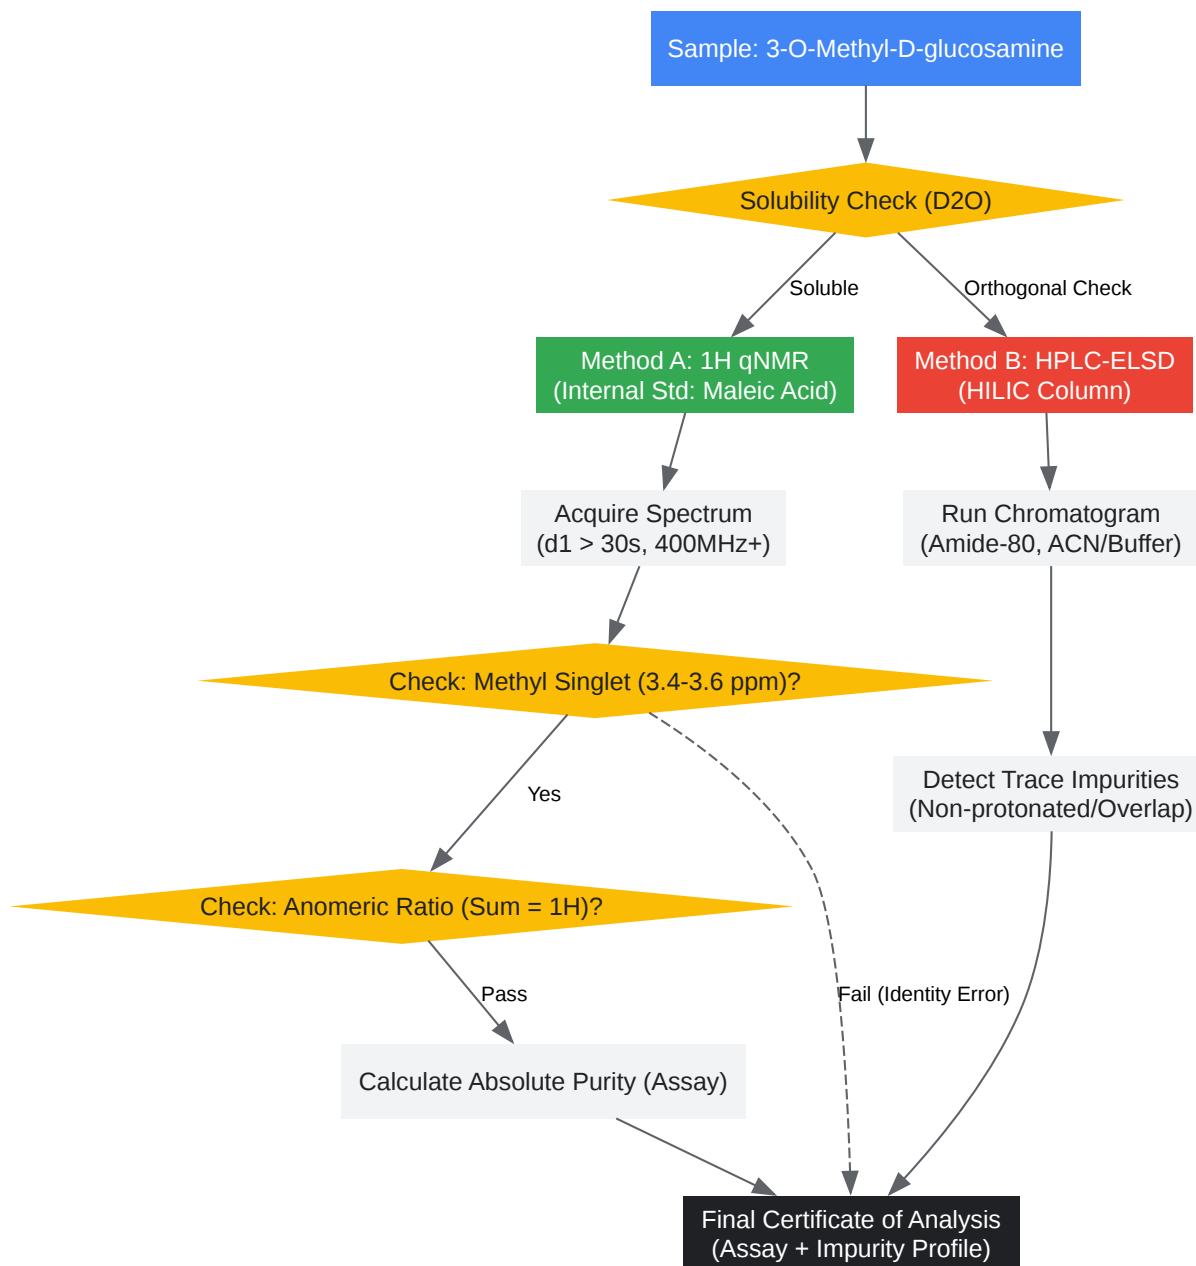 Sample: 3-O-Methyl-D-glucosamine
Solubility Check (D2O)
Soluble
Orthogonal Check
Method A: 1H qNMR
(Internal Std: Maleic Acid)
Method B: HPLC-ELSD
(HILIC Column)
Acquire Spectrum
(d1 > 30s, 400MHz+)
Run Chromatogram
(Amide-80, ACN/Buffer)
Check: Methyl Singlet (3.4-3.6 ppm)?
Yes
Detect Trace Impurities
(Non-protonated/Overlap)
Check: Anomeric Ratio (Sum = 1H)?
Pass
Fail (Identity Error)
Calculate Absolute Purity (Assay)
Final Certificate of Analysis
(Assay + Impurity Profile)